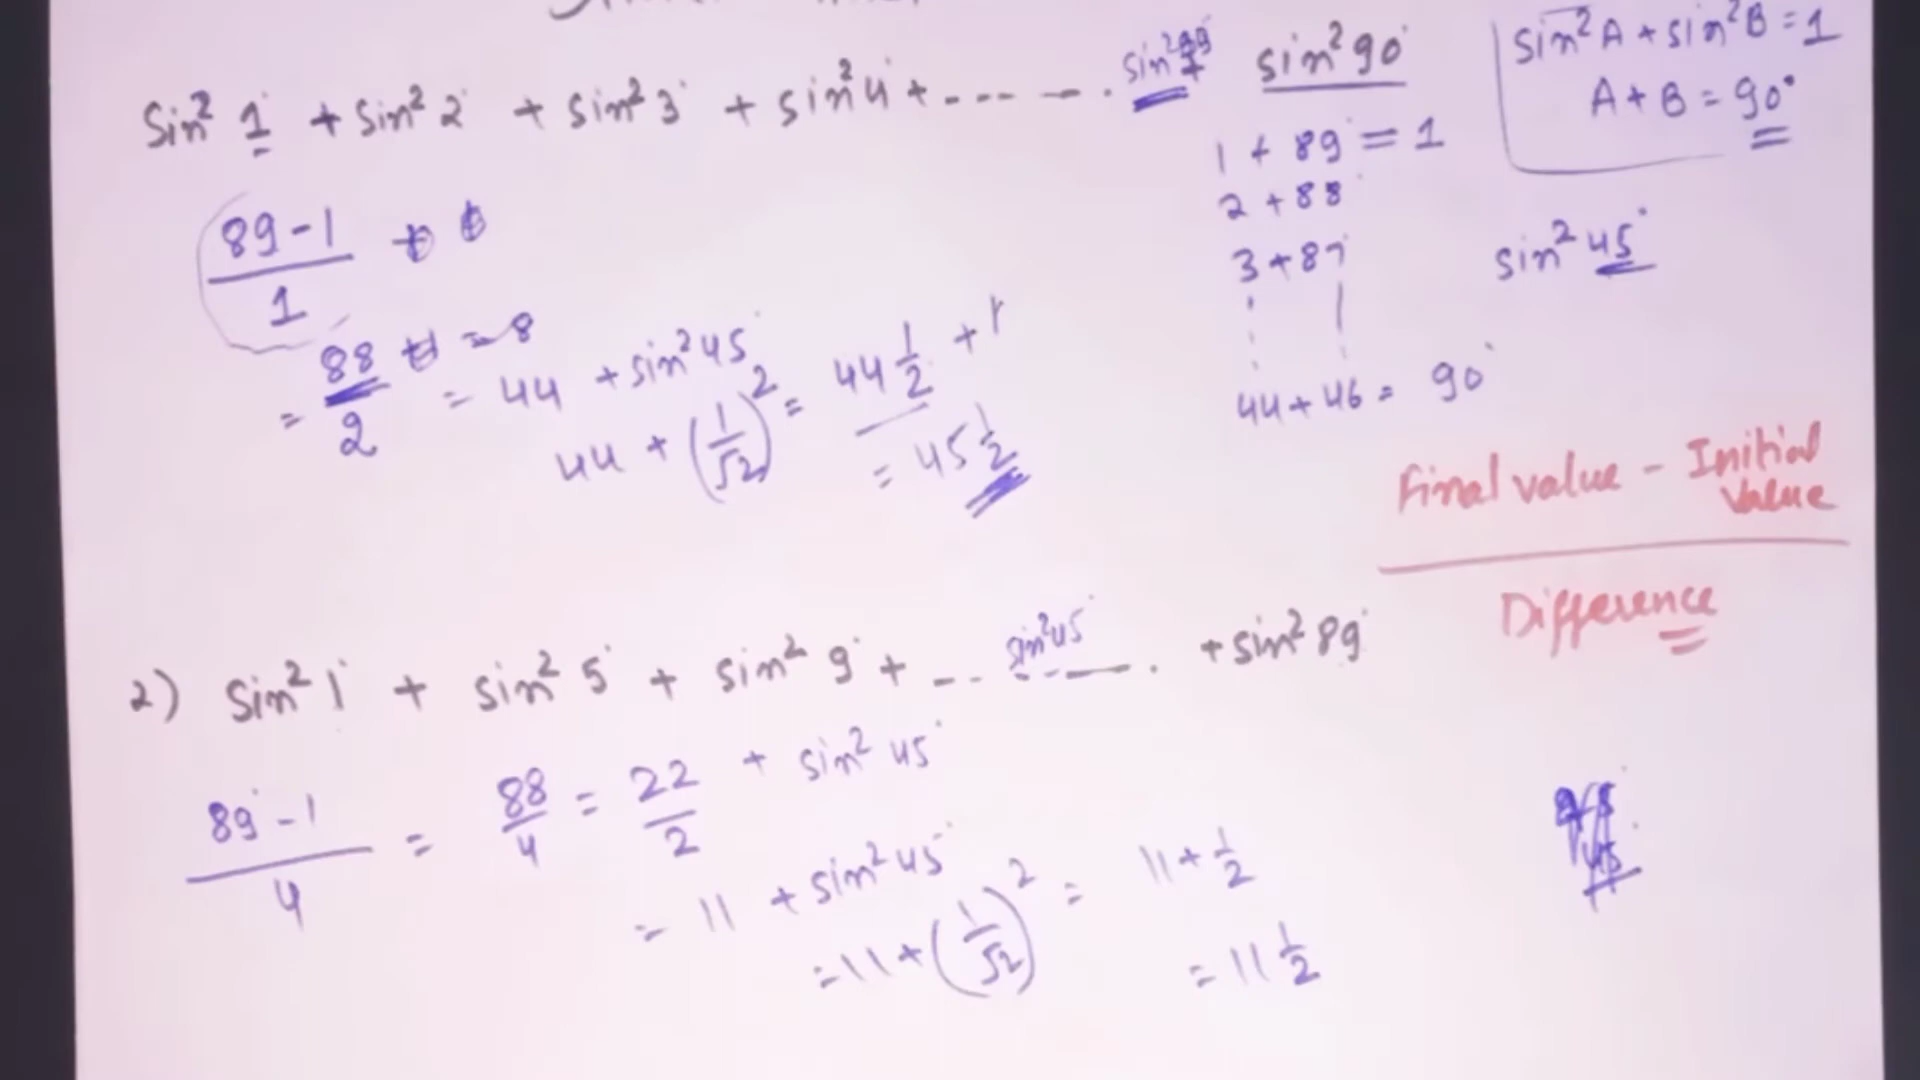 Sin² 1° + Sin² 2° + Sin² 3° + Sin² 4° + ---- — . sin² 89° + sin² 90°
sin² A + sin² B = 1
A + B = 90°
1 + 89° = 1
2 + 88°
3 + 87°
44 + 46 = 90°
sin² 45°
(89 - 1)/1
= 88/2
= 44 + sin² 45°
44 + (1/√2)² = 44 1/2 + 1
= 45 1/2
Final value - Initial value
Difference
2) Sin² 1° + sin² 5° + sin² 9° + -- sin² 45° -- — . + sin² 89°
(89° - 1)/4 = 88/4 = 22/2 + sin² 45°
= 11 + sin² 45°
= 11 + (1/√2)² = 11 + 1/2
= 11 1/2